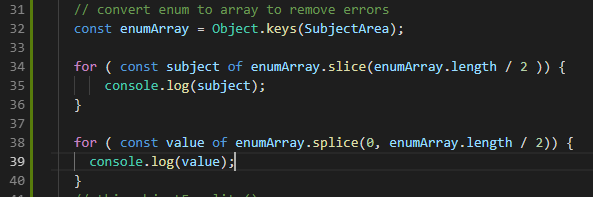 31 // convert enum to array to remove errors
32 const enumArray = Object.keys(SubjectArea);
33
34 for ( const subject of enumArray.slice(enumArray.length / 2 )) {
35 console.log(subject);
36 }
37
38 for ( const value of enumArray.splice(0, enumArray.length / 2)) {
39 console.log(value);
40 }